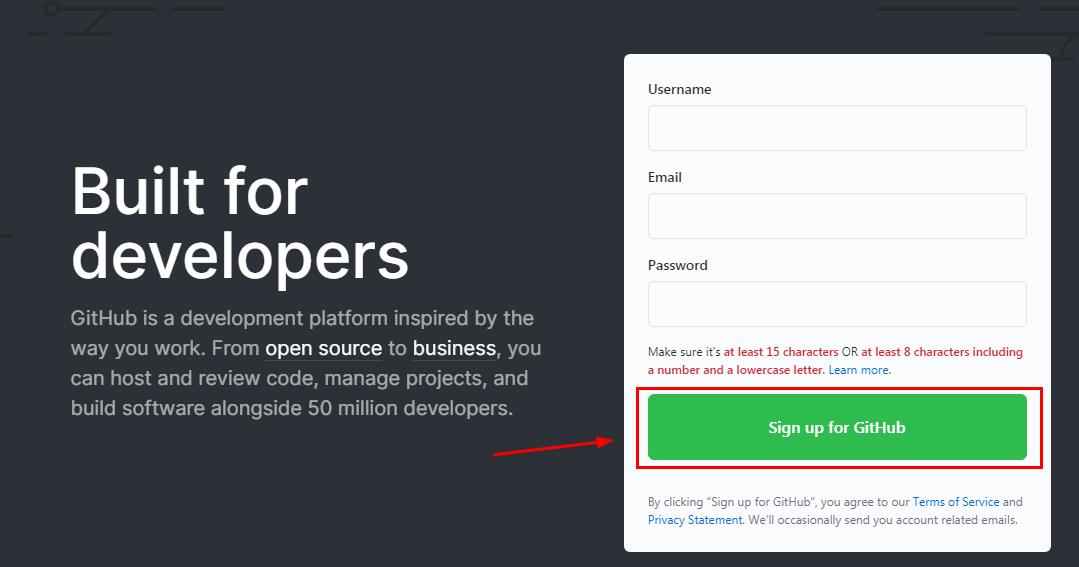 Built for
developers
GitHub is a development platform inspired by the
way you work. From open source to business, you
can host and review code, manage projects, and
build software alongside 50 million developers.
Username
Email
Password
Make sure it's at least 15 characters OR at least 8 characters including
a number and a lowercase letter. Learn more.
Sign up for GitHub
By clicking “Sign up for GitHub”, you agree to our Terms of Service and
Privacy Statement. We’ll occasionally send you account related emails.